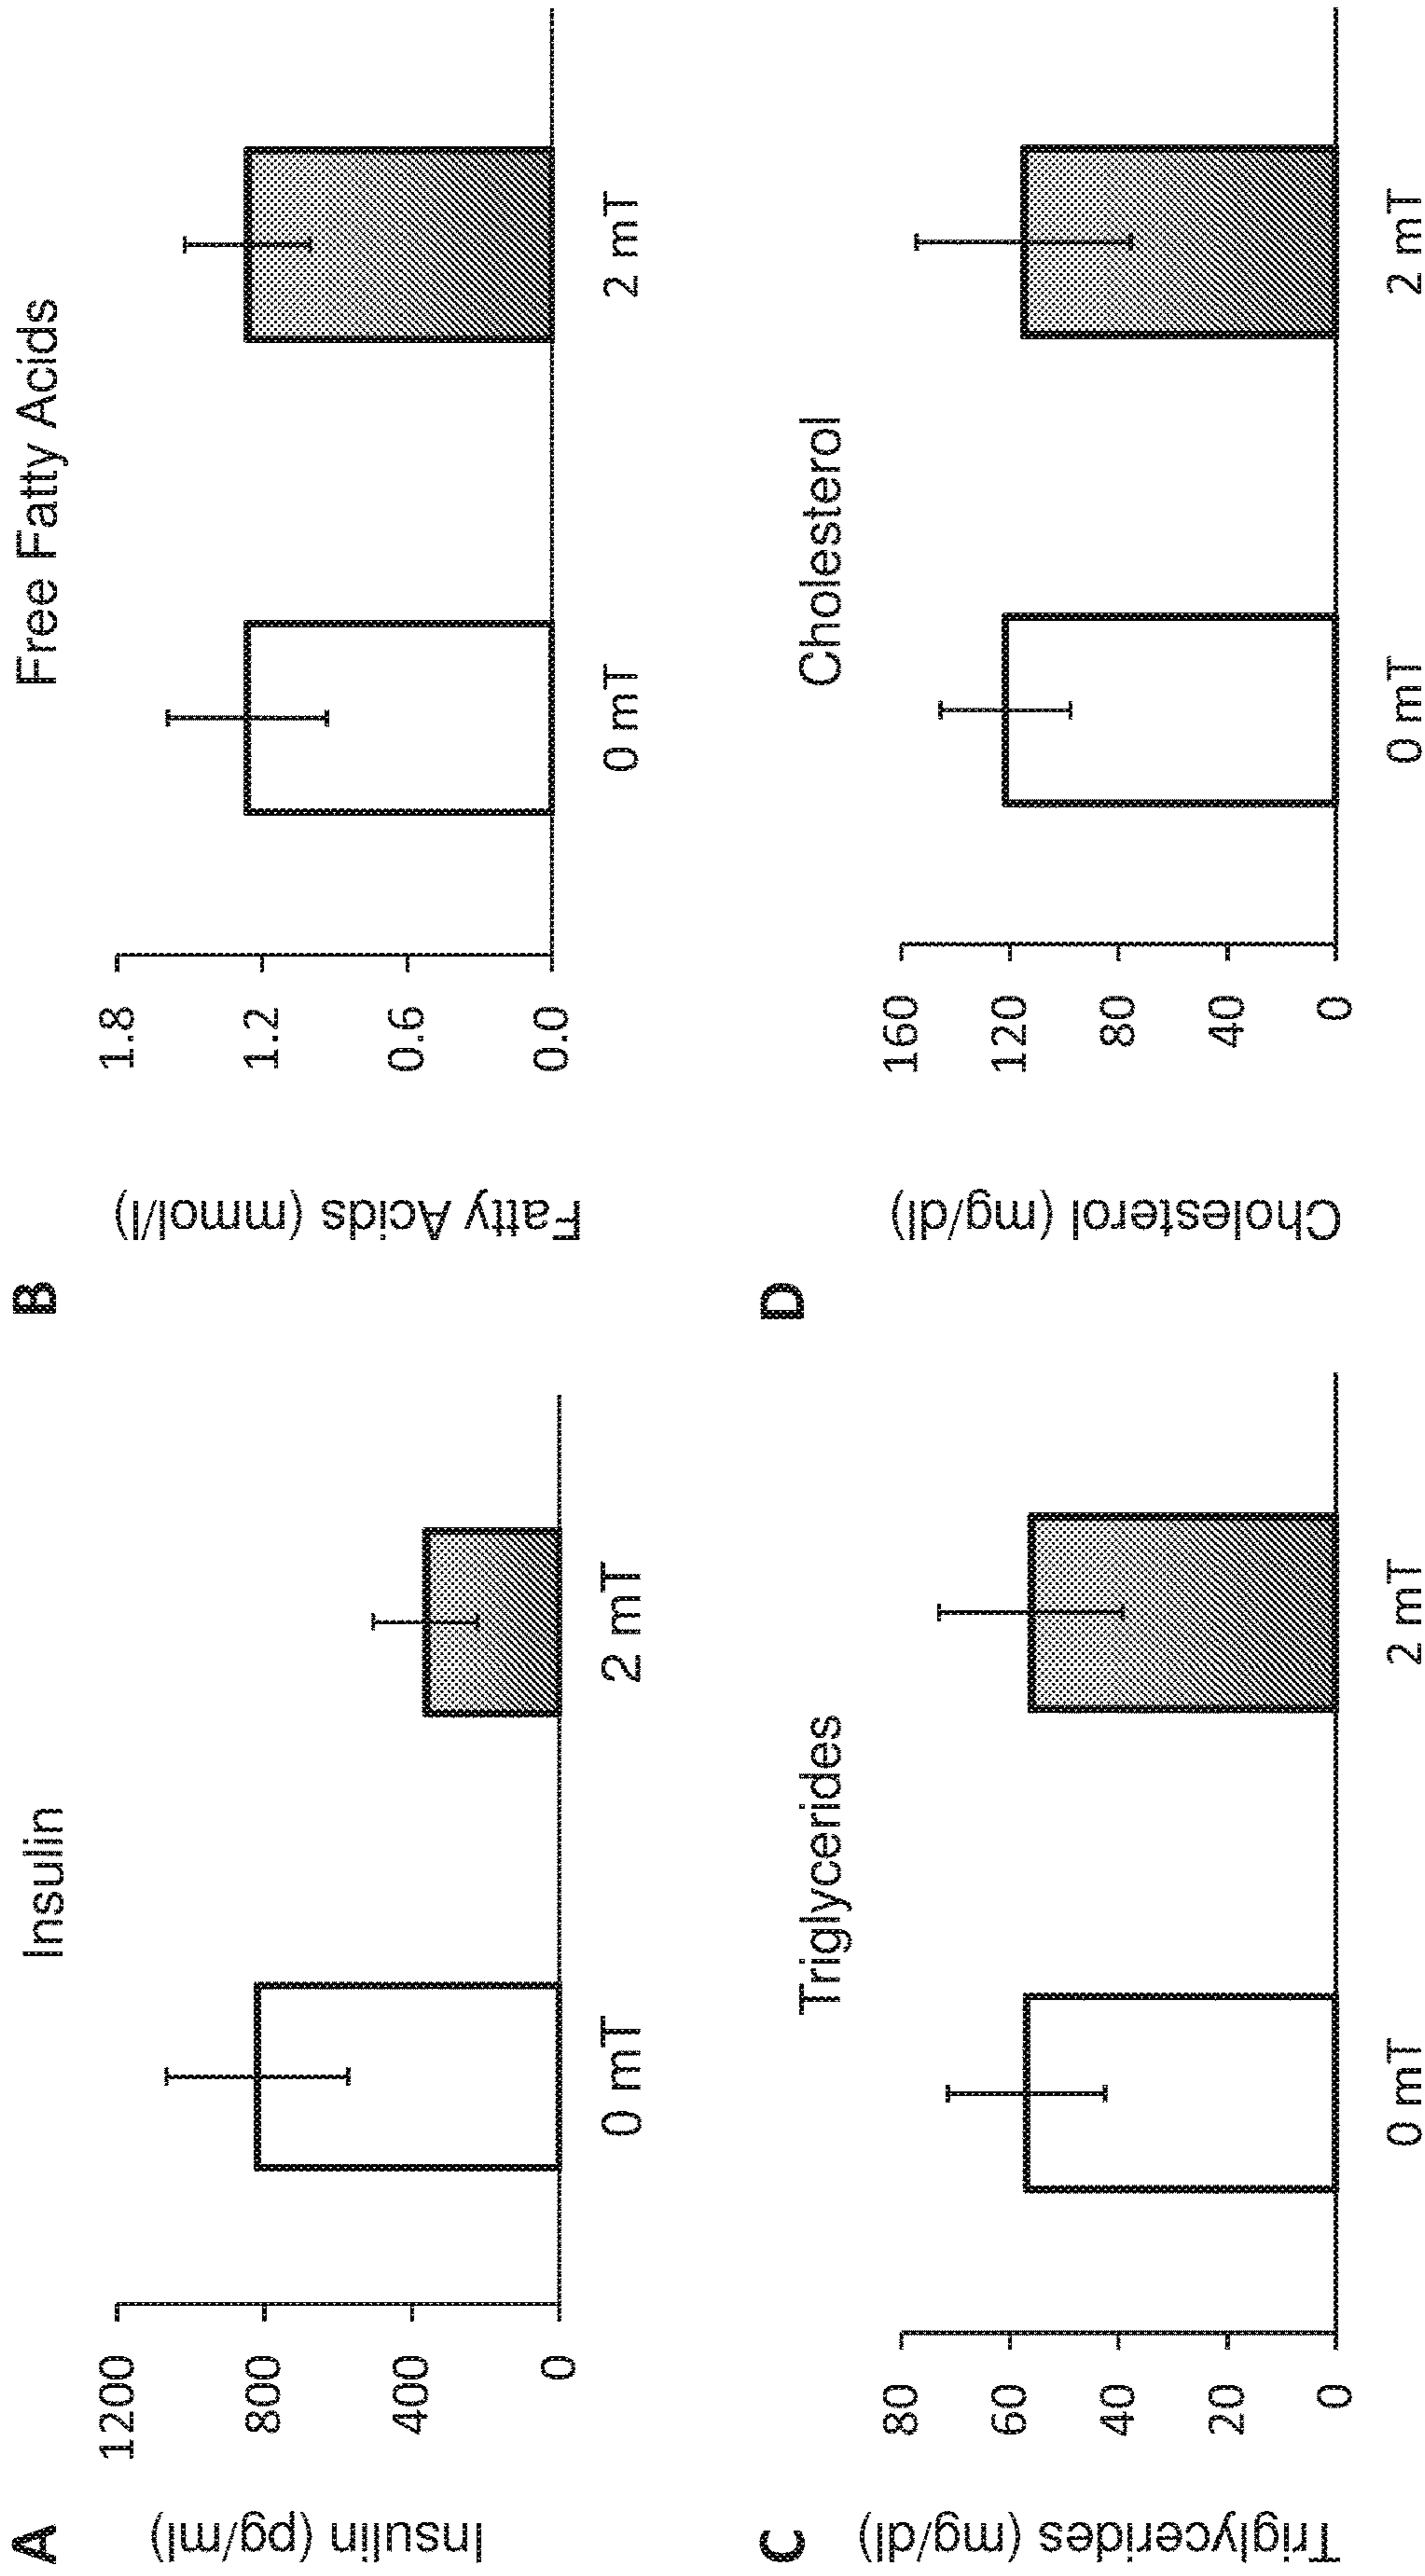 A
Insulin
Insulin (pg/ml)
1200
800
400
0
0 mT
2 mT
B
Free Fatty Acids
Fatty Acids (mmol/l)
1.8
1.2
0.6
0.0
0 mT
2 mT
C
Triglycerides
Triglycerides (mg/dl)
80
60
40
20
0
0 mT
2 mT
D
Cholesterol
Cholesterol (mg/dl)
160
120
80
40
0
0 mT
2 mT